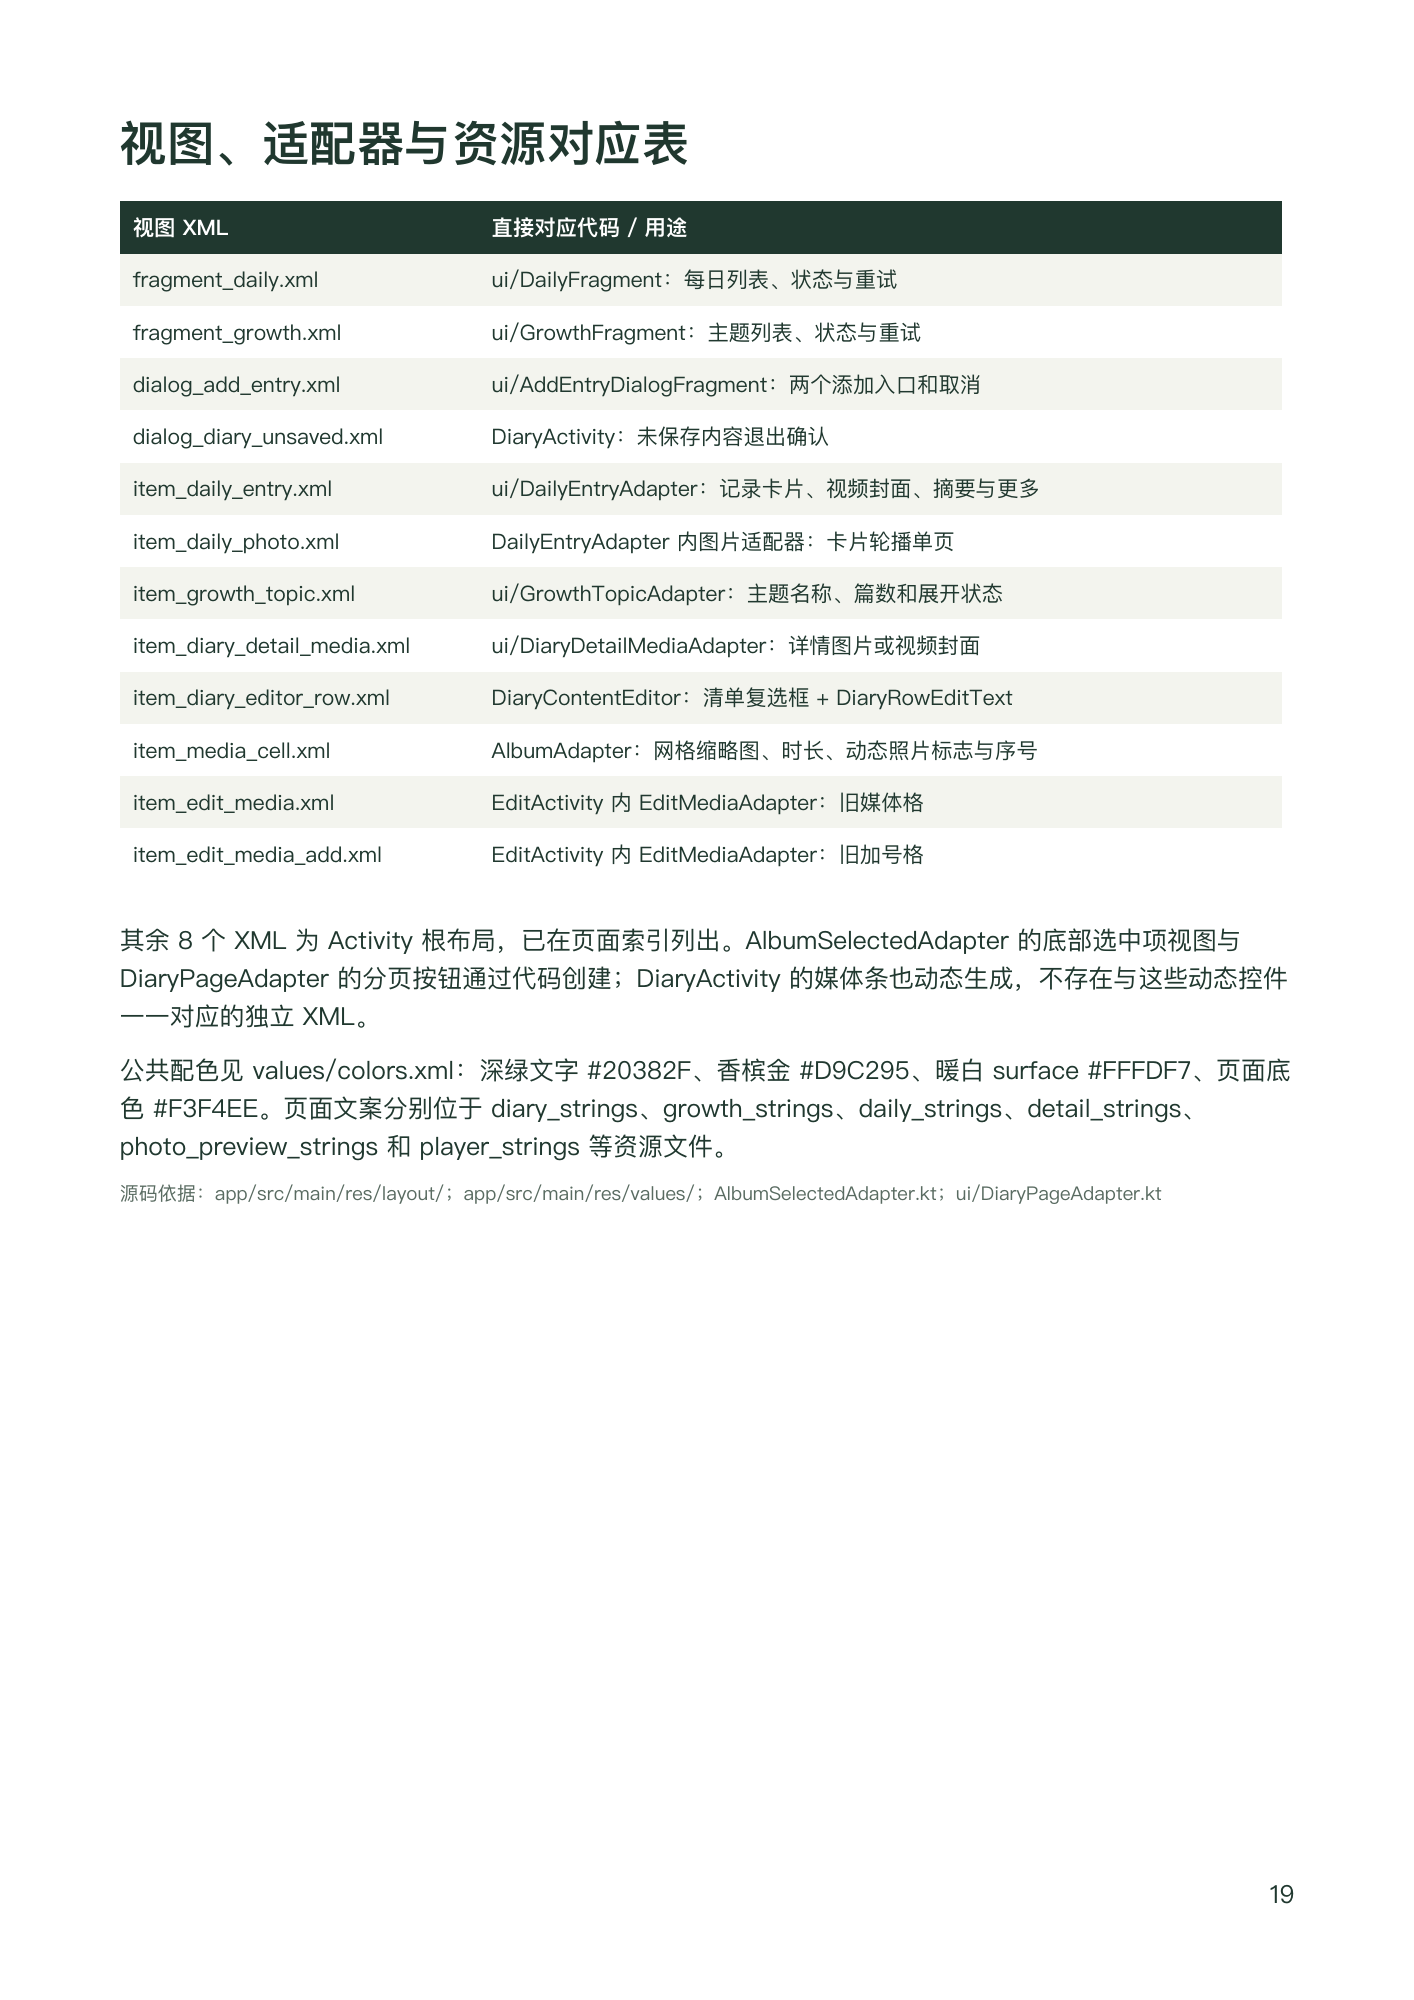 视图、适配器与资源对应表
视图 XML 直接对应代码 / 用途
fragment_daily.xml ui/DailyFragment：每日列表、状态与重试
fragment_growth.xml ui/GrowthFragment：主题列表、状态与重试
dialog_add_entry.xml ui/AddEntryDialogFragment：两个添加入口和取消
dialog_diary_unsaved.xml DiaryActivity：未保存内容退出确认
item_daily_entry.xml ui/DailyEntryAdapter：记录卡片、视频封面、摘要与更多
item_daily_photo.xml DailyEntryAdapter 内图片适配器：卡片轮播单页
item_growth_topic.xml ui/GrowthTopicAdapter：主题名称、篇数和展开状态
item_diary_detail_media.xml ui/DiaryDetailMediaAdapter：详情图片或视频封面
item_diary_editor_row.xml DiaryContentEditor：清单复选框 + DiaryRowEditText
item_media_cell.xml AlbumAdapter：网格缩略图、时长、动态照片标志与序号
item_edit_media.xml EditActivity 内 EditMediaAdapter：旧媒体格
item_edit_media_add.xml EditActivity 内 EditMediaAdapter：旧加号格
其余 8 个 XML 为 Activity 根布局，已在页面索引列出。AlbumSelectedAdapter 的底部选中项视图与
DiaryPageAdapter 的分页按钮通过代码创建；DiaryActivity 的媒体条也动态生成，不存在与这些动态控件
一一对应的独立 XML。
公共配色见 values/colors.xml：深绿文字 #20382F、香槟金 #D9C295、暖白 surface #FFFDF7、页面底
色 #F3F4EE。页面文案分别位于 diary_strings、growth_strings、daily_strings、detail_strings、
photo_preview_strings 和 player_strings 等资源文件。
源码依据：app/src/main/res/layout/；app/src/main/res/values/；AlbumSelectedAdapter.kt；ui/DiaryPageAdapter.kt
19